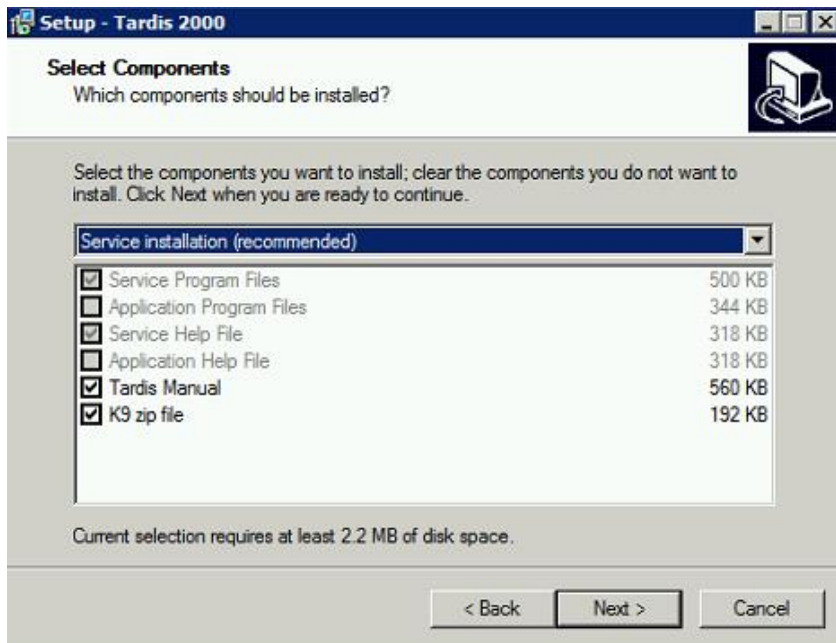 Setup - Tardis 2000
Select Components
Which components should be installed?
Select the components you want to install; clear the components you do not want to
install. Click Next when you are ready to continue.
Service installation (recommended)
Service Program Files 500 KB
Application Program Files 344 KB
Service Help File 318 KB
Application Help File 318 KB
Tardis Manual 560 KB
K9 zip file 192 KB
Current selection requires at least 2.2 MB of disk space.
< Back Next > Cancel